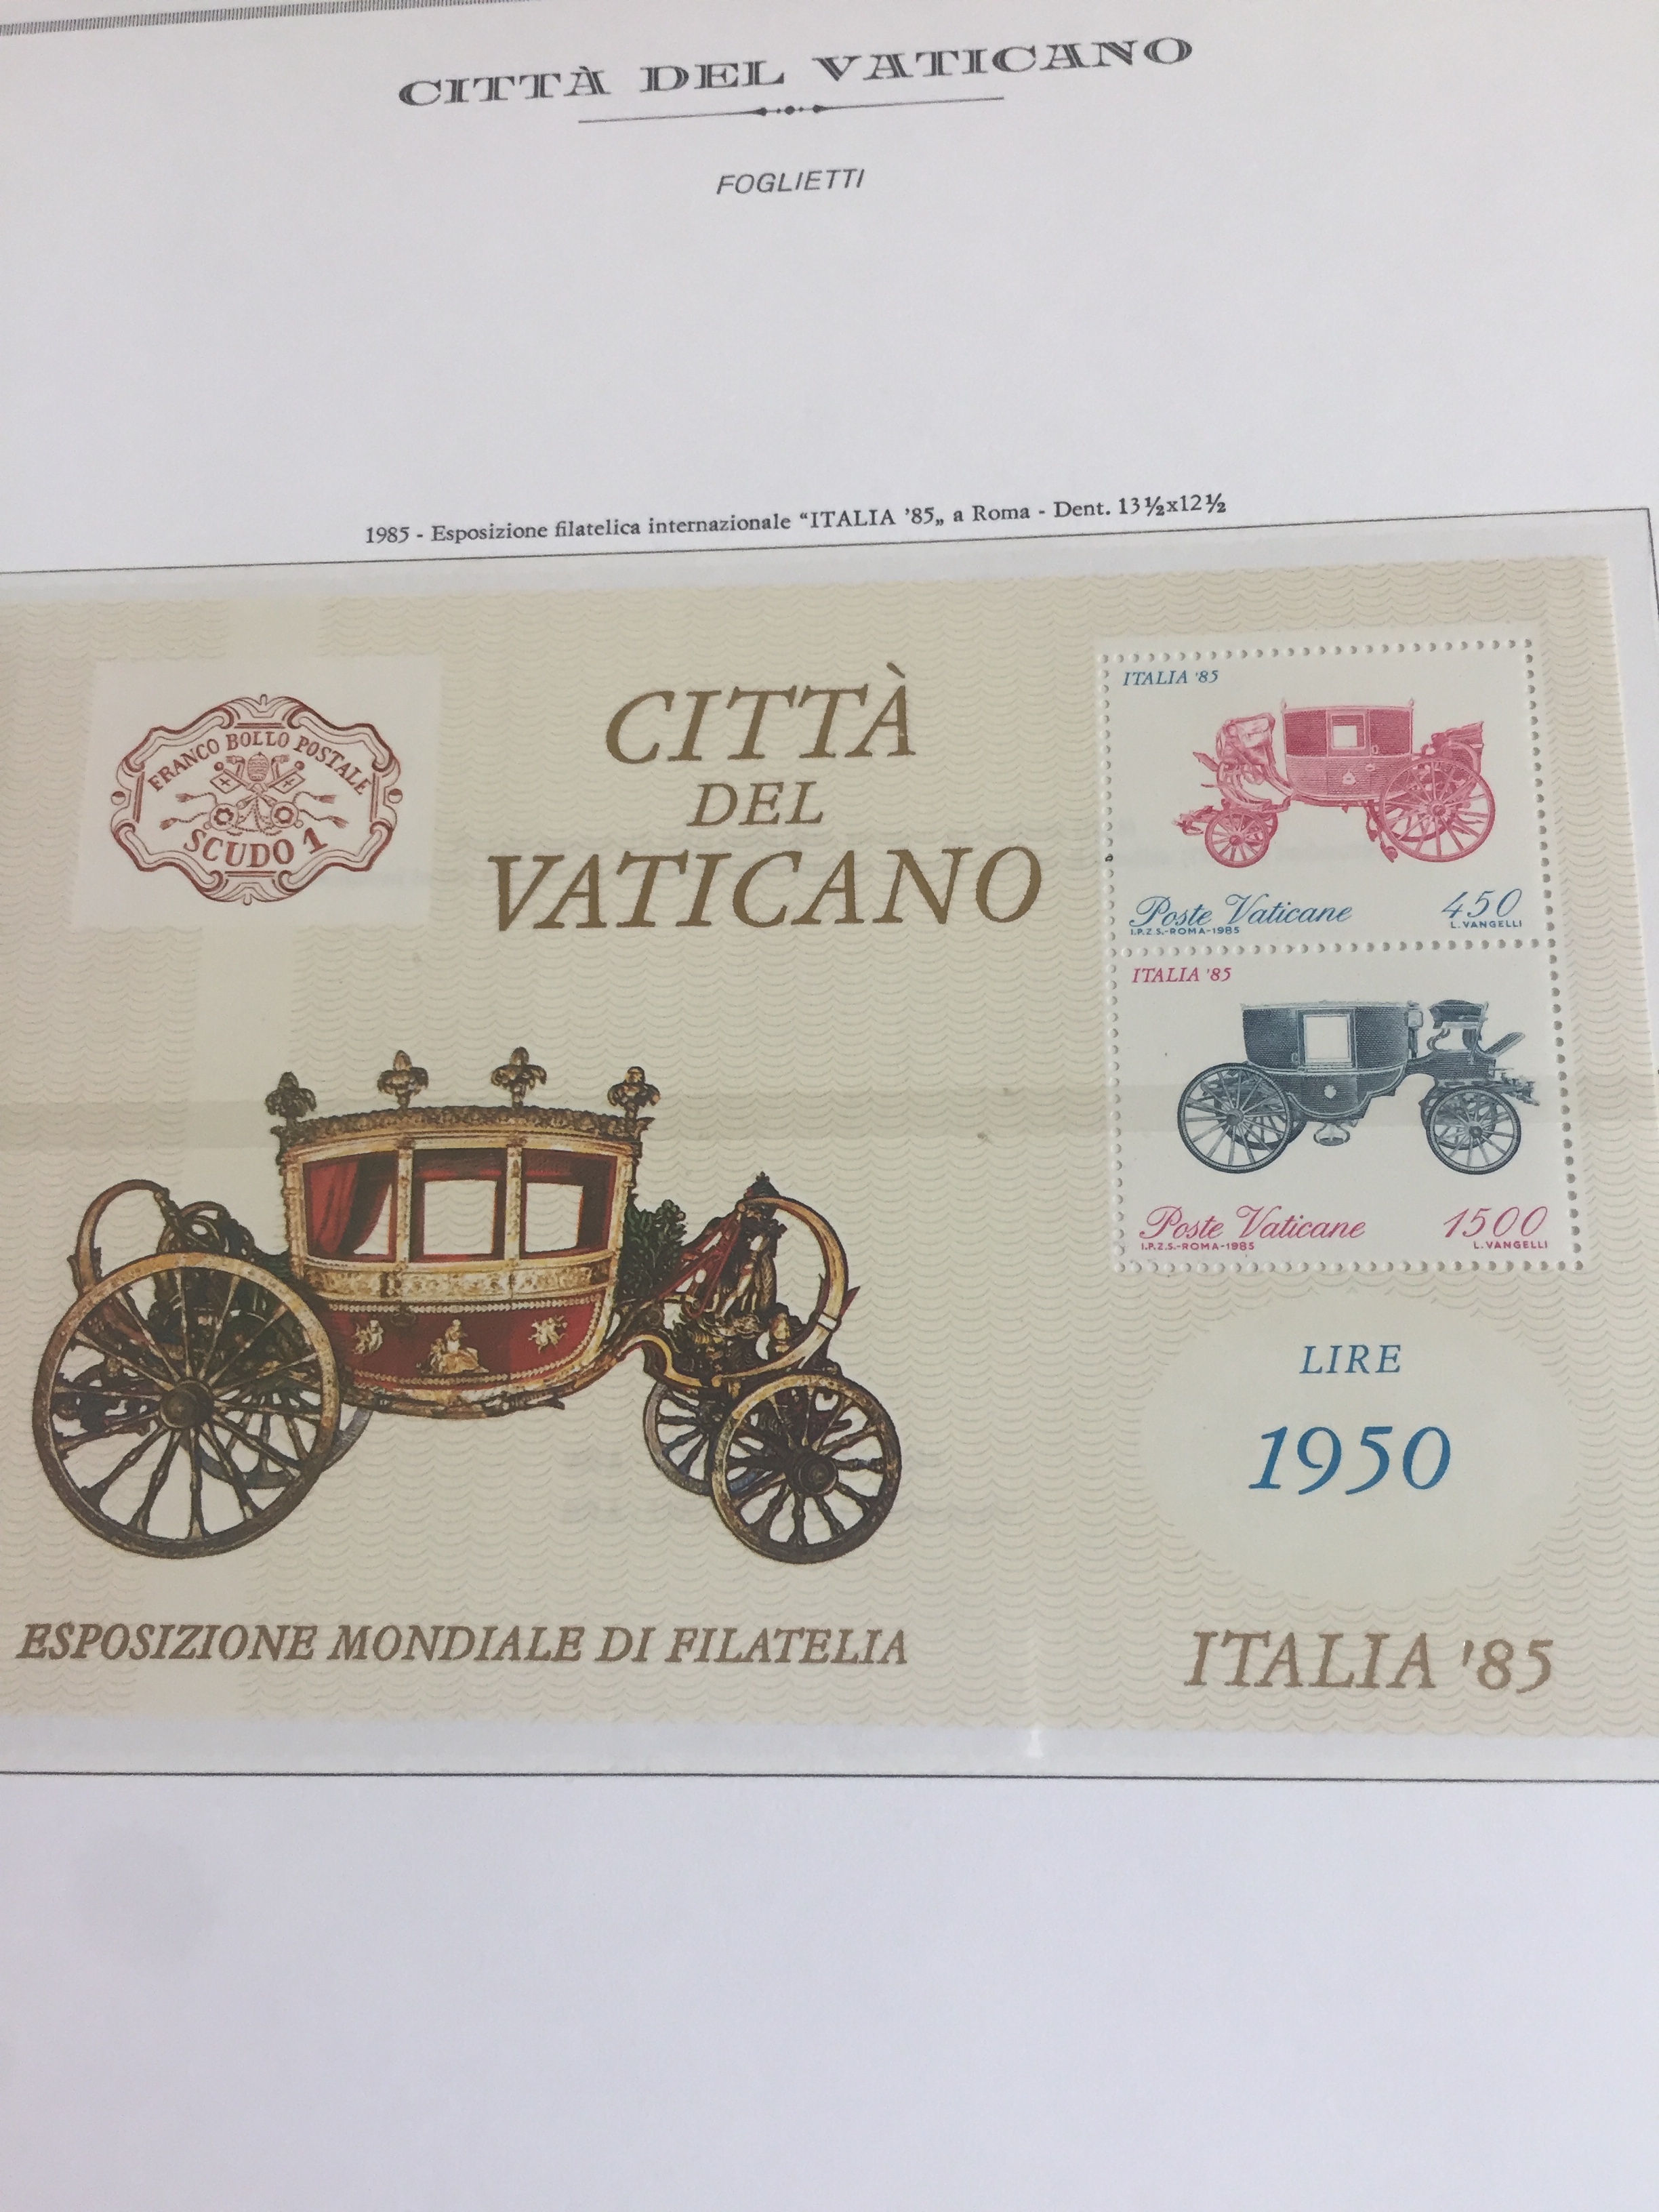 CITTÀ DEL VATICANO
FOGLIETTI
1985 - Esposizione filatelica internazionale “ITALIA ’85„ a Roma - Dent. 13½x12½
FRANCO BOLLO POSTALE
SCUDO 1
CITTÀ
DEL
VATICANO
ITALIA '85
Poste Vaticane 450
I.P.Z.S.-ROMA-1985 L. VANGELLI
ITALIA '85
Poste Vaticane 1500
I.P.Z.S.-ROMA-1985 L. VANGELLI
LIRE
1950
ESPOSIZIONE MONDIALE DI FILATELIA
ITALIA '85